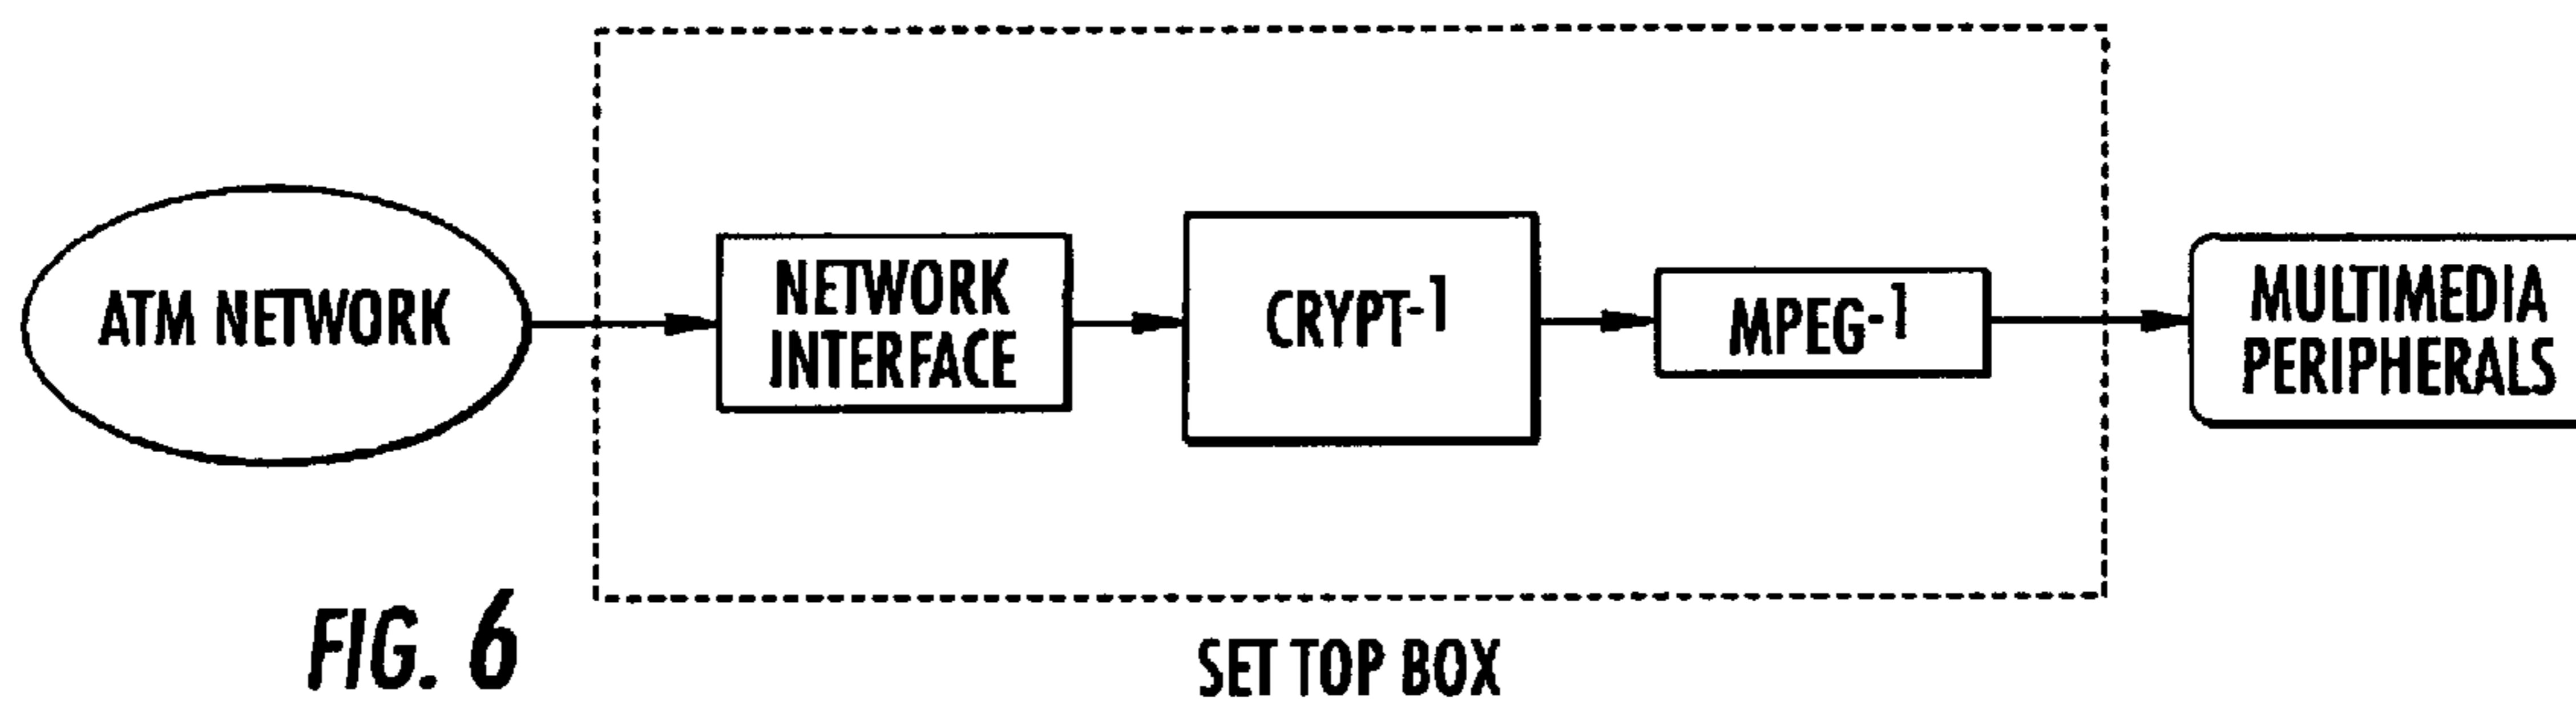 ATM NETWORK
NETWORK
INTERFACE
CRYPT-1
MPEG-1
MULTIMEDIA
PERIPHERALS
FIG. 6
SET TOP BOX